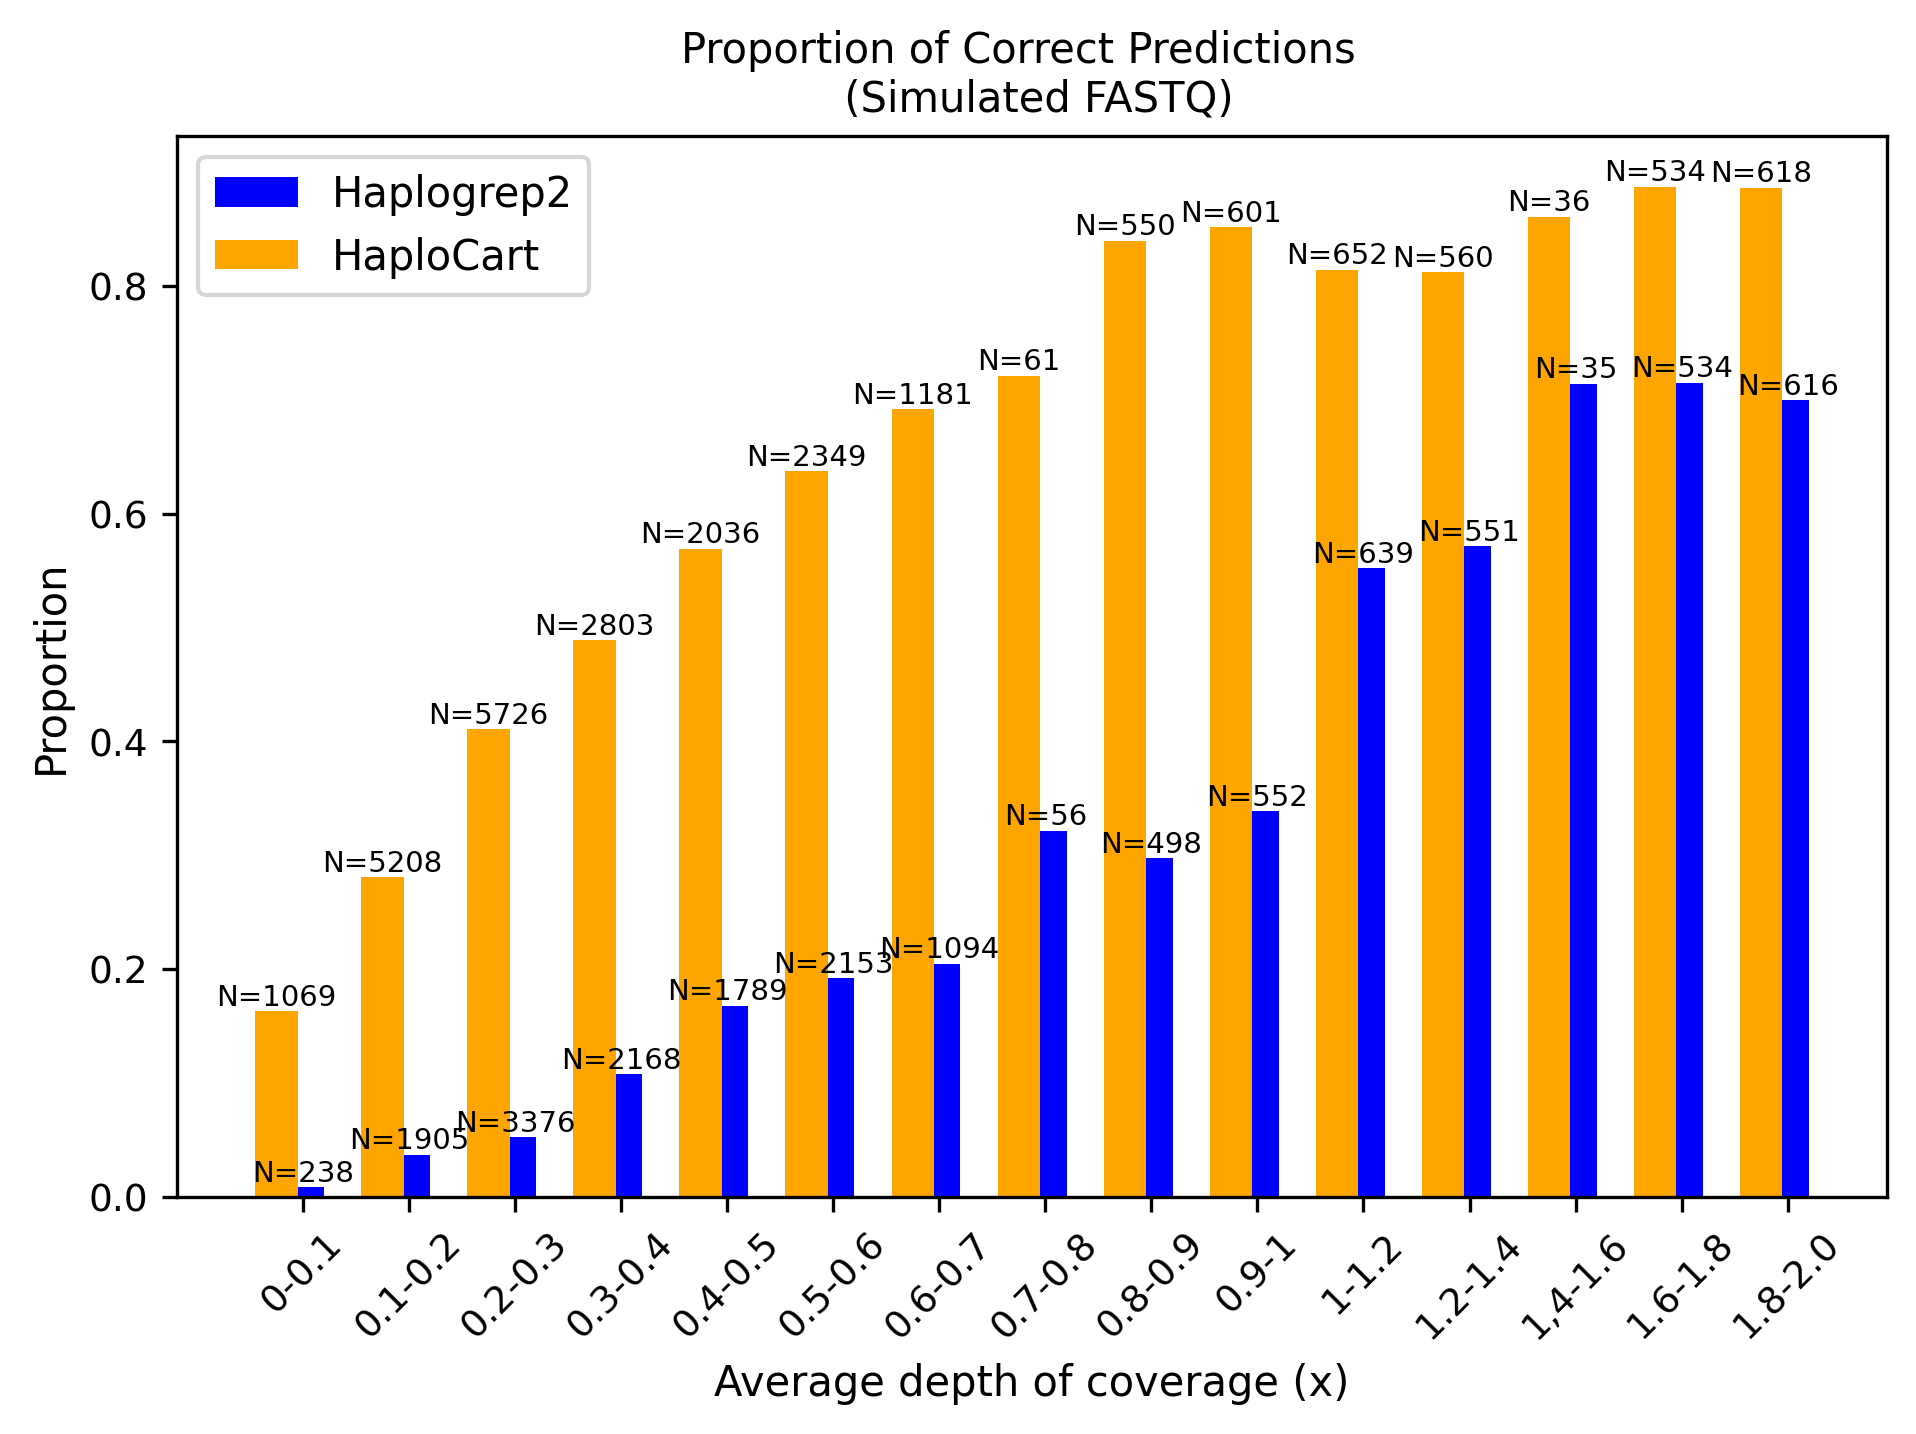 Proportion of Correct Predictions
(Simulated FASTQ)
Haplogrep2
HaploCart
Proportion
0.8
0.6
0.4
0.2
0.0
N=1069
N=238
N=5208
N=1905
N=5726
N=3376
N=2803
N=2168
N=2036
N=1789
N=2349
N=2153
N=1181
N=1094
N=61
N=56
N=550
N=498
N=601
N=552
N=652
N=639
N=560
N=551
N=36
N=35
N=534
N=534
N=618
N=616
0-0.1
0.1-0.2
0.2-0.3
0.3-0.4
0.4-0.5
0.5-0.6
0.6-0.7
0.7-0.8
0.8-0.9
0.9-1
1-1.2
1.2-1.4
1,4-1.6
1.6-1.8
1.8-2.0
Average depth of coverage (x)